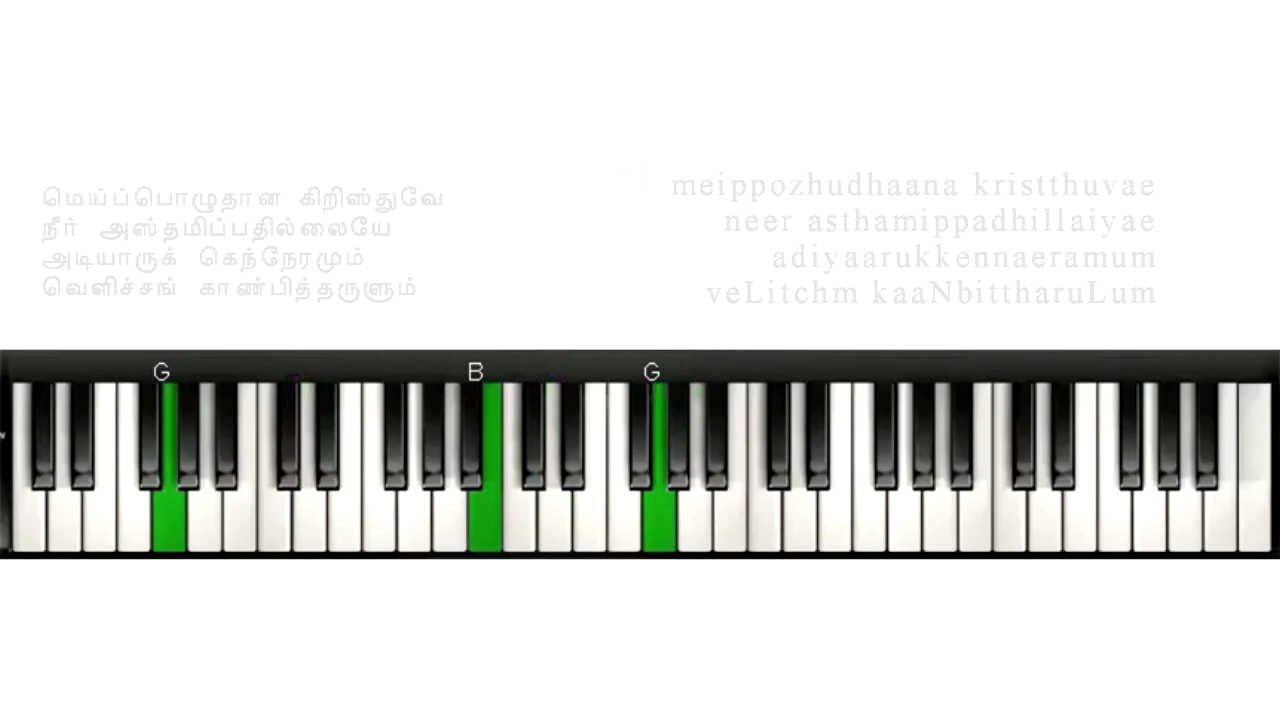 மெய்ப்பொழுதான கிறிஸ்துவே
நீர் அஸ்தமிப்பதில்லையே
அடியாருக் கெந்நேரமும்
வெளிச்சங் காண்பித்தருளும்
meippozhudhaana kristthuvae
neer asthamippadhillaiyae
adiyaarukkennaeramum
veLitchm kaaNbittharuLum
G B G